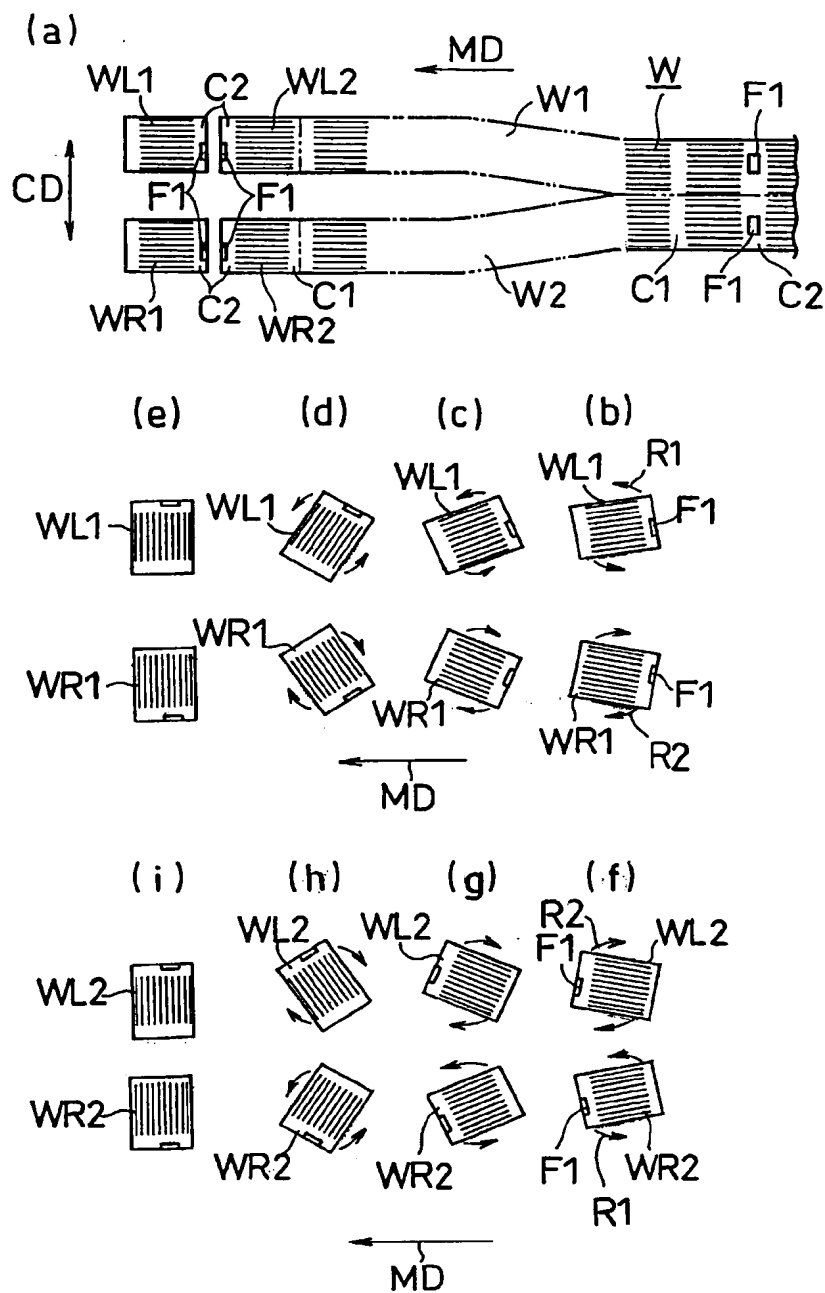 (a)
MD
W
WL1 C2 WL2 W1 F1
CD
F1 F1
WR1 C2 WR2 C1 W2 C1 F1 C2
(e) (d) (c) (b)
WL1 WL1 WL1 WL1 R1 F1
WR1 WR1 WR1 WR1 F1 R2
MD
(i) (h) (g) (f)
WL2 WL2 WL2 F1 R2 WL2
WR2 WR2 WR2 F1 R1 WR2
MD